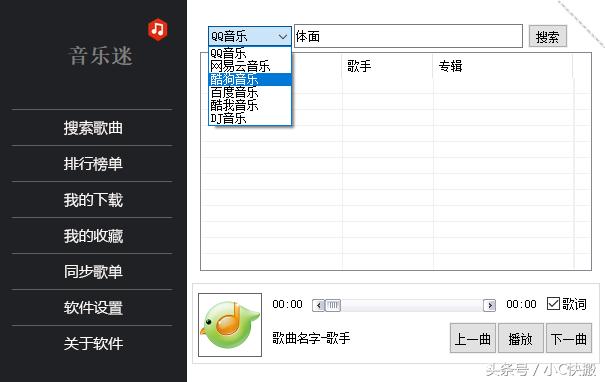 音乐迷
搜索歌曲
排行榜单
我的下载
我的收藏
同步歌单
软件设置
关于软件
QQ音乐 体面 搜索
QQ音乐
网易云音乐
酷狗音乐
百度音乐
酷我音乐
DJ音乐
歌手 专辑
00:00 00:00 歌词
歌曲名字-歌手
上一曲 播放 下一曲
头条号 / 小C快搬